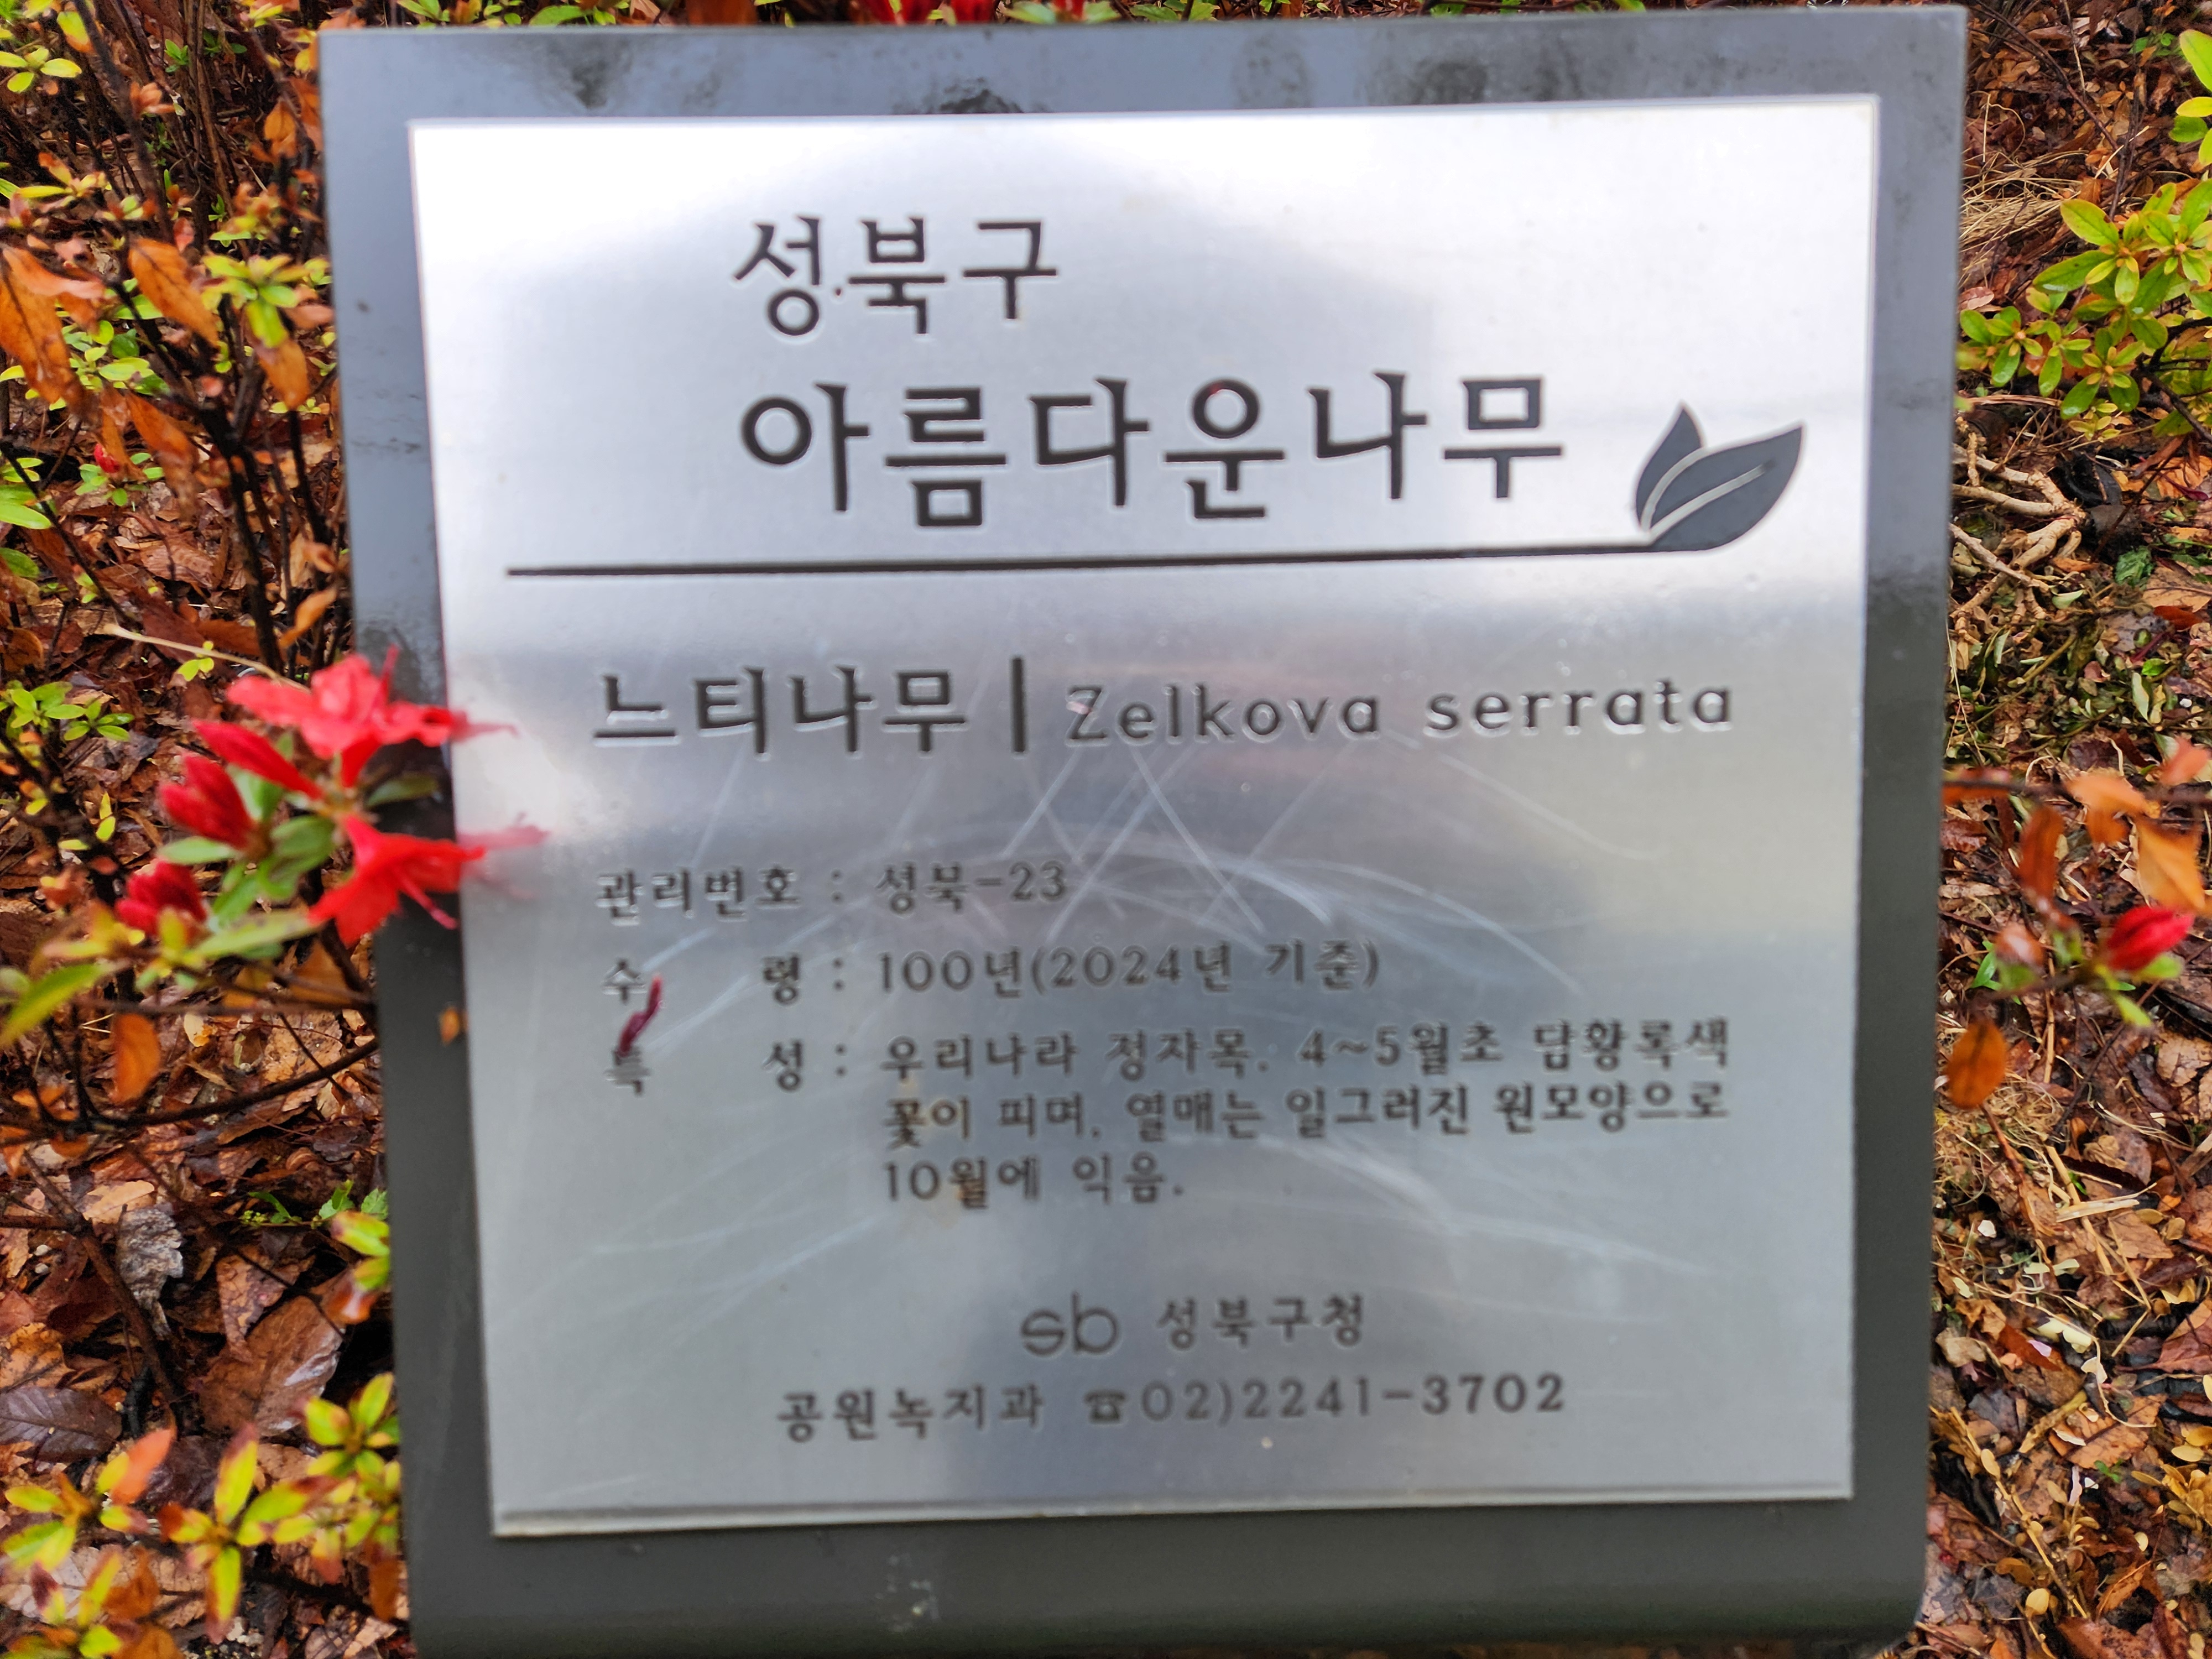 성북구
아름다운나무
느티나무 | Zelkova serrata
관리번호 : 성북-23
수 령 : 100년(2024년 기준)
특 성 : 우리나라 정자목. 4~5월초 담황록색
꽃이 피며, 열매는 일그러진 원모양으로
10월에 익음.
sb 성북구청
공원녹지과 ☎02)2241-3702